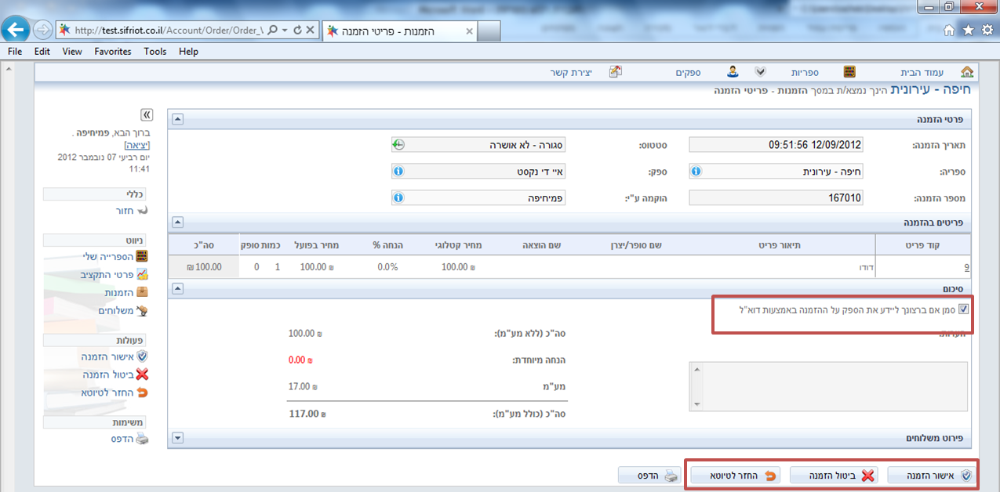 http://test.sifriot.co.il/Account/Order/Order_\
הזמנות - פריטי הזמנה
File Edit View Favorites Tools Help
עמוד הבית ספריות ספקים יצירת קשר
חיפה - עירונית הינך נמצא/ת במסך הזמנות - פריטי הזמנה
פרטי הזמנה
תאריך הזמנה: 12/09/2012 09:51:56 סטטוס: סגורה - לא אושרה
ספריה: חיפה - עירונית ספק: איי די נקסט
מספר הזמנה: 167010 הוקמה ע"י: פמיחיפה
פריטים בהזמנה
קוד פריט תיאור פריט שם סופר/יצרן שם הוצאה מחיר קטלוגי הנחה % מחיר בפועל כמות סופק סה"כ
9 דודו 100.00 ₪ 0.0% 100.00 ₪ 1 0 100.00 ₪
סיכום
סמן אם ברצונך ליידע את הספק על ההזמנה באמצעות דוא"ל
הערות:
סה"כ (ללא מע"מ): 100.00 ₪
הנחה מיוחדת: 0.00 ₪
מע"מ 17.00 ₪
סה"כ (כולל מע"מ): 117.00 ₪
פירוט משלוחים
אישור הזמנה ביטול הזמנה החזר לטיוטא הדפס
ברוך הבא, פמיחיפה .
[יציאה]
יום רביעי 07 נובמבר 2012
11:41
כללי
חזור
ניווט
הספרייה שלי
פרטי התקציב
הזמנות
משלוחים
פעולות
אישור הזמנה
ביטול הזמנה
החזר לטיוטא
משימות
הדפס